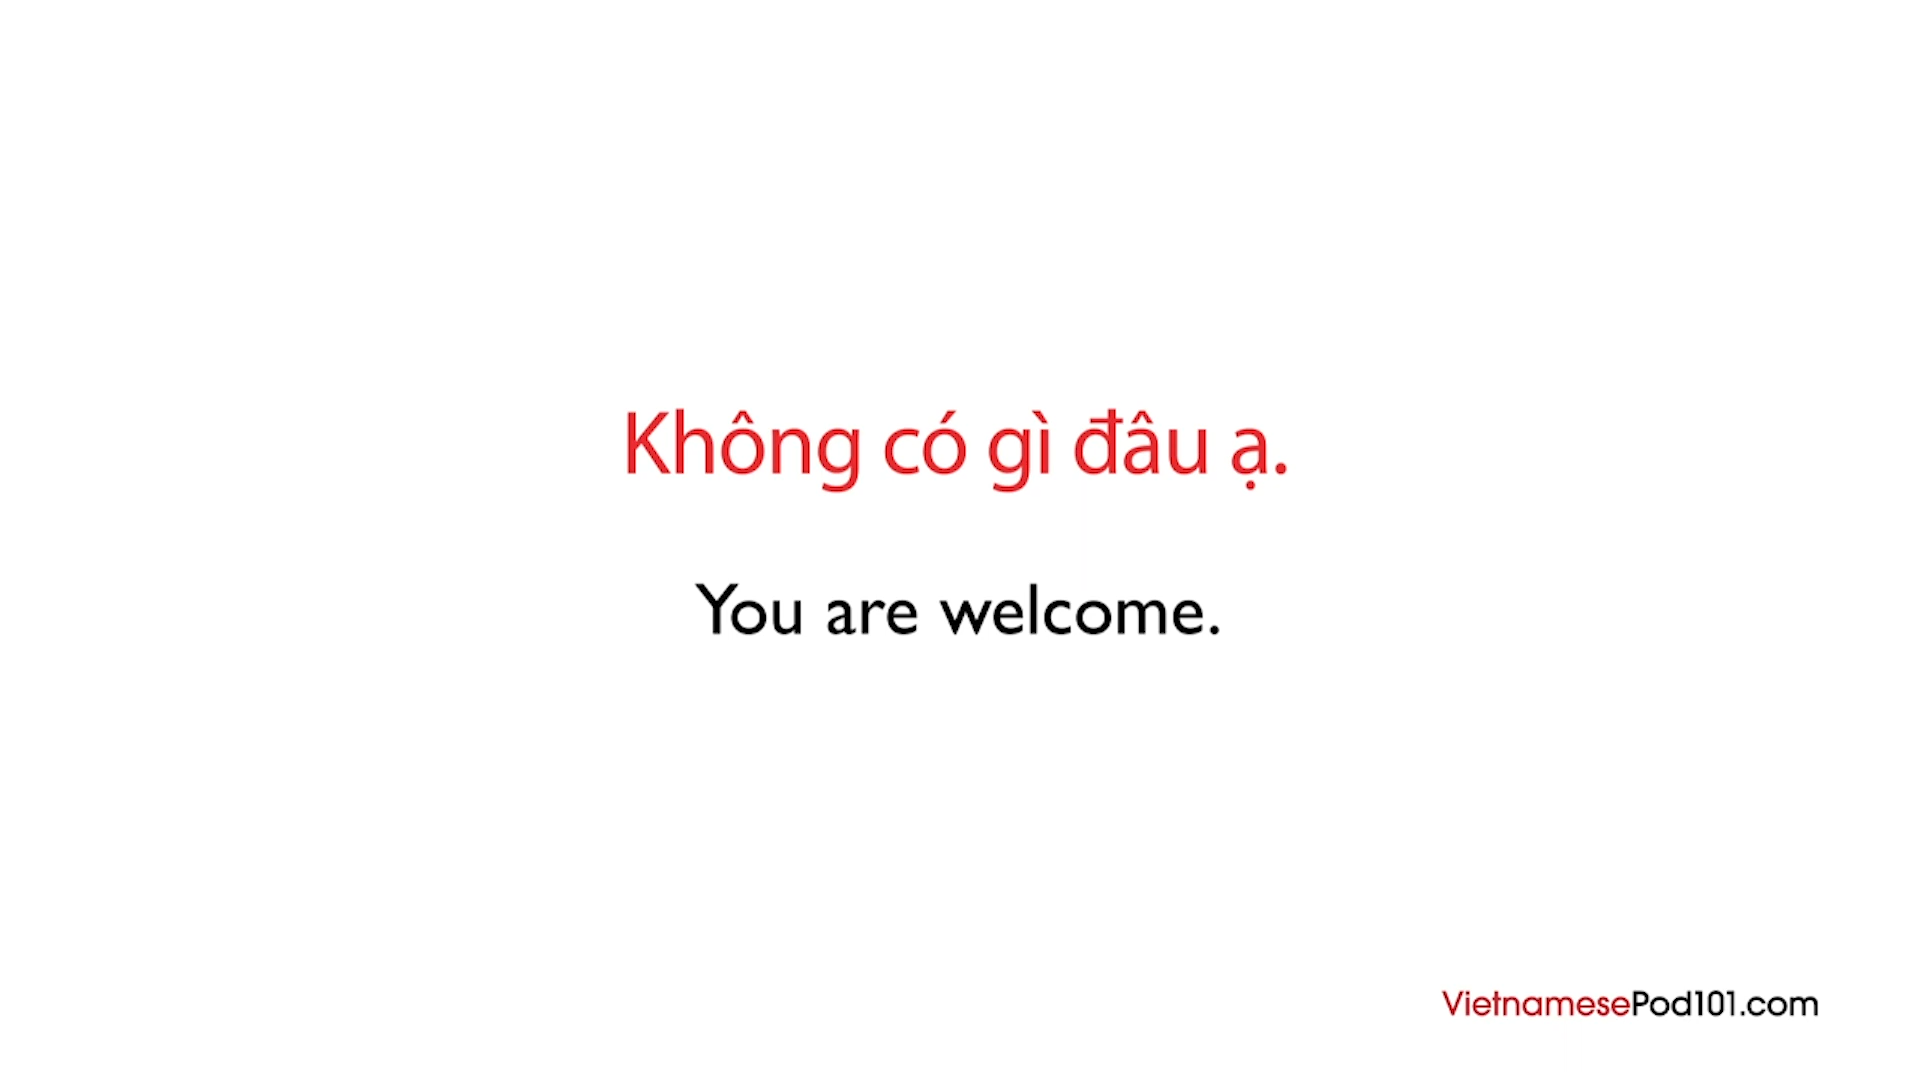 Không có gì đâu ạ.
You are welcome.
VietnamesePod101.com